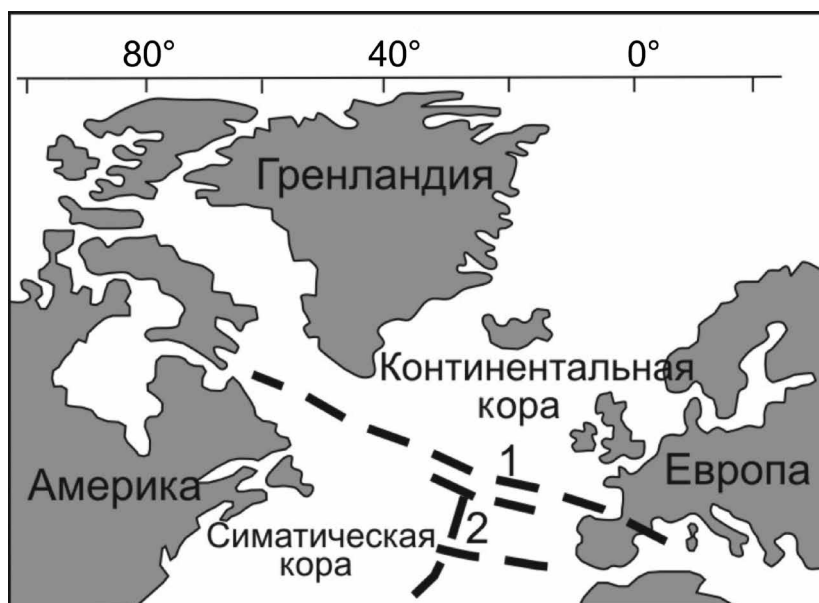 80° 40° 0°
Гренландия
Континентальная
кора
1
Америка
Европа
2
Симатическая
кора